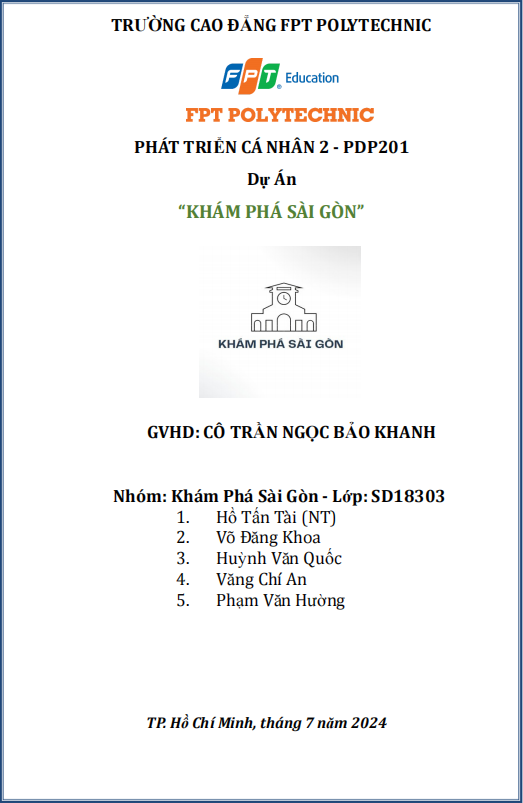 TRƯỜNG CAO ĐẲNG FPT POLYTECHNIC
FPT Education
FPT POLYTECHNIC
PHÁT TRIỂN CÁ NHÂN 2 - PDP201
Dự Án
“KHÁM PHÁ SÀI GÒN”
KHÁM PHÁ SÀI GÒN
GVHD: CÔ TRẦN NGỌC BẢO KHANH
Nhóm: Khám Phá Sài Gòn - Lớp: SD18303
1. Hồ Tấn Tài (NT)
2. Võ Đăng Khoa
3. Huỳnh Văn Quốc
4. Văng Chí An
5. Phạm Văn Hường
TP. Hồ Chí Minh, tháng 7 năm 2024